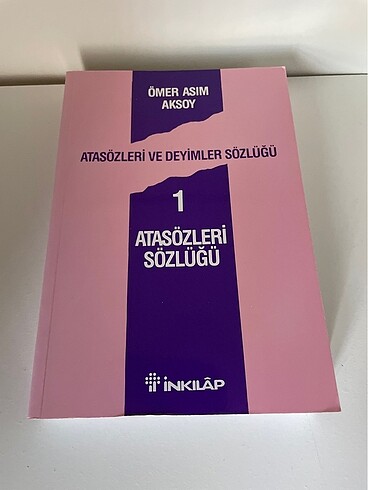 ÖMER ASIM
AKSOY
ATASÖZLERİ VE DEYİMLER SÖZLÜĞÜ
1
ATASÖZLERİ
SÖZLÜĞÜ
İNKILÂP